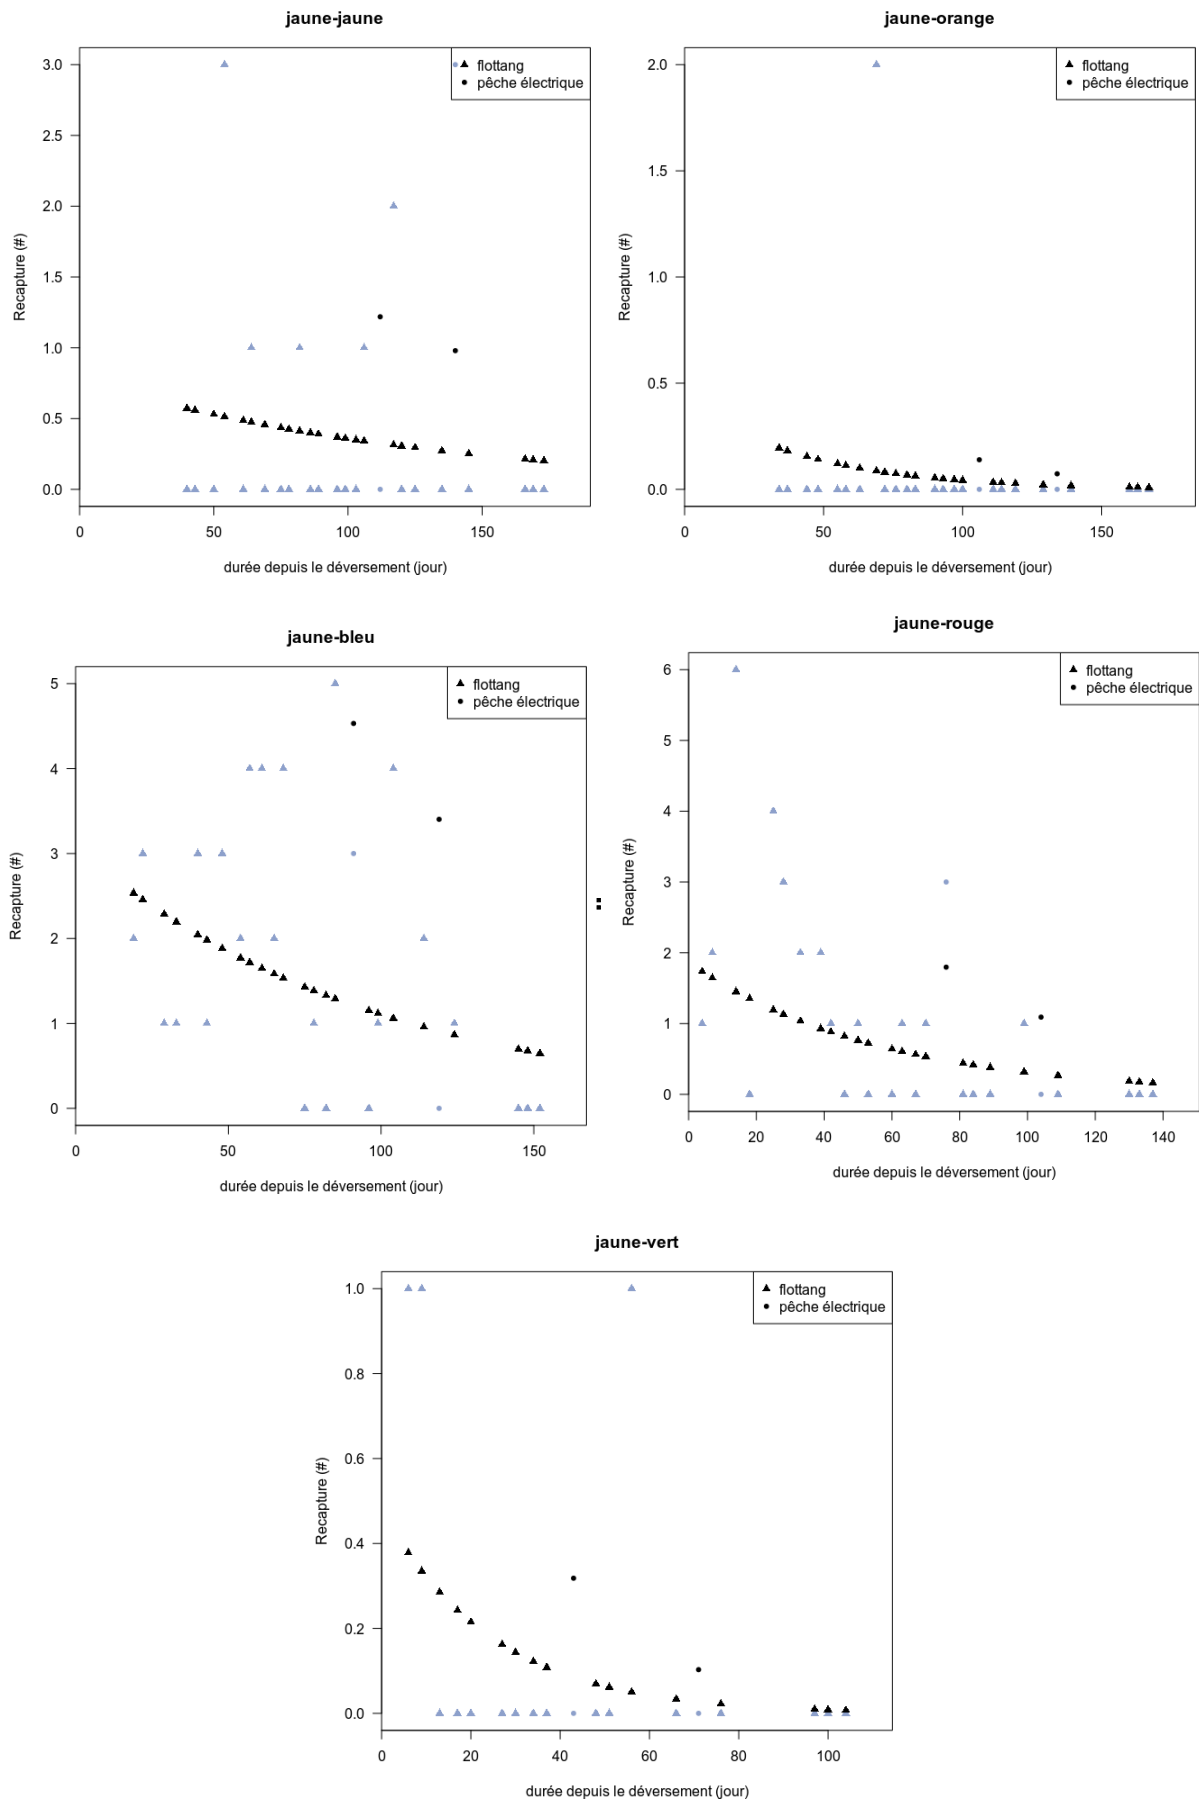 jaune-jaune
3.0
2.5
2.0
1.5
1.0
0.5
0.0
Recapture (#)
flottang
pêche électrique
0 50 100 150
durée depuis le déversement (jour)
jaune-orange
2.0
1.5
1.0
0.5
0.0
Recapture (#)
flottang
pêche électrique
0 50 100 150
durée depuis le déversement (jour)
jaune-bleu
5
4
3
2
1
0
Recapture (#)
flottang
pêche électrique
0 50 100 150
durée depuis le déversement (jour)
:
jaune-rouge
6
5
4
3
2
1
0
Recapture (#)
flottang
pêche électrique
0 20 40 60 80 100 120 140
durée depuis le déversement (jour)
jaune-vert
1.0
0.8
0.6
0.4
0.2
0.0
Recapture (#)
flottang
pêche électrique
0 20 40 60 80 100
durée depuis le déversement (jour)